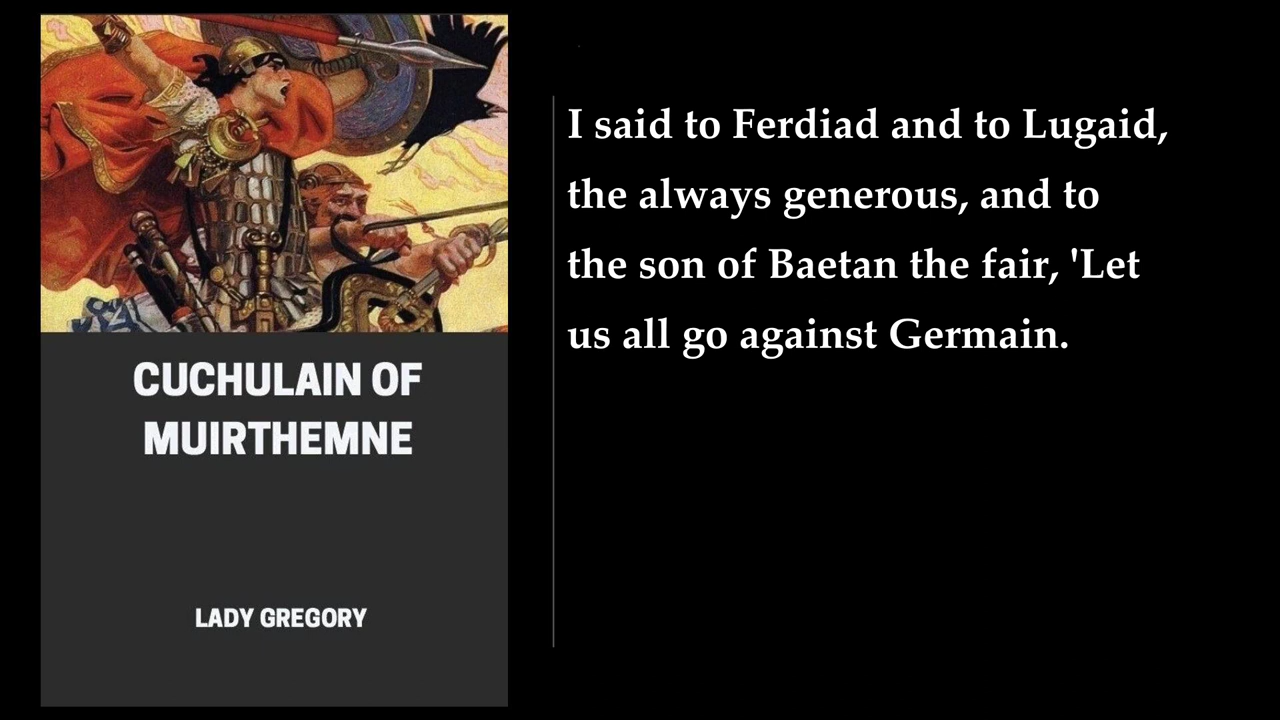 CUCHULAIN OF
MUIRTHEMNE
LADY GREGORY
I said to Ferdiad and to Lugaid,
the always generous, and to
the son of Baetan the fair, 'Let
us all go against Germain.